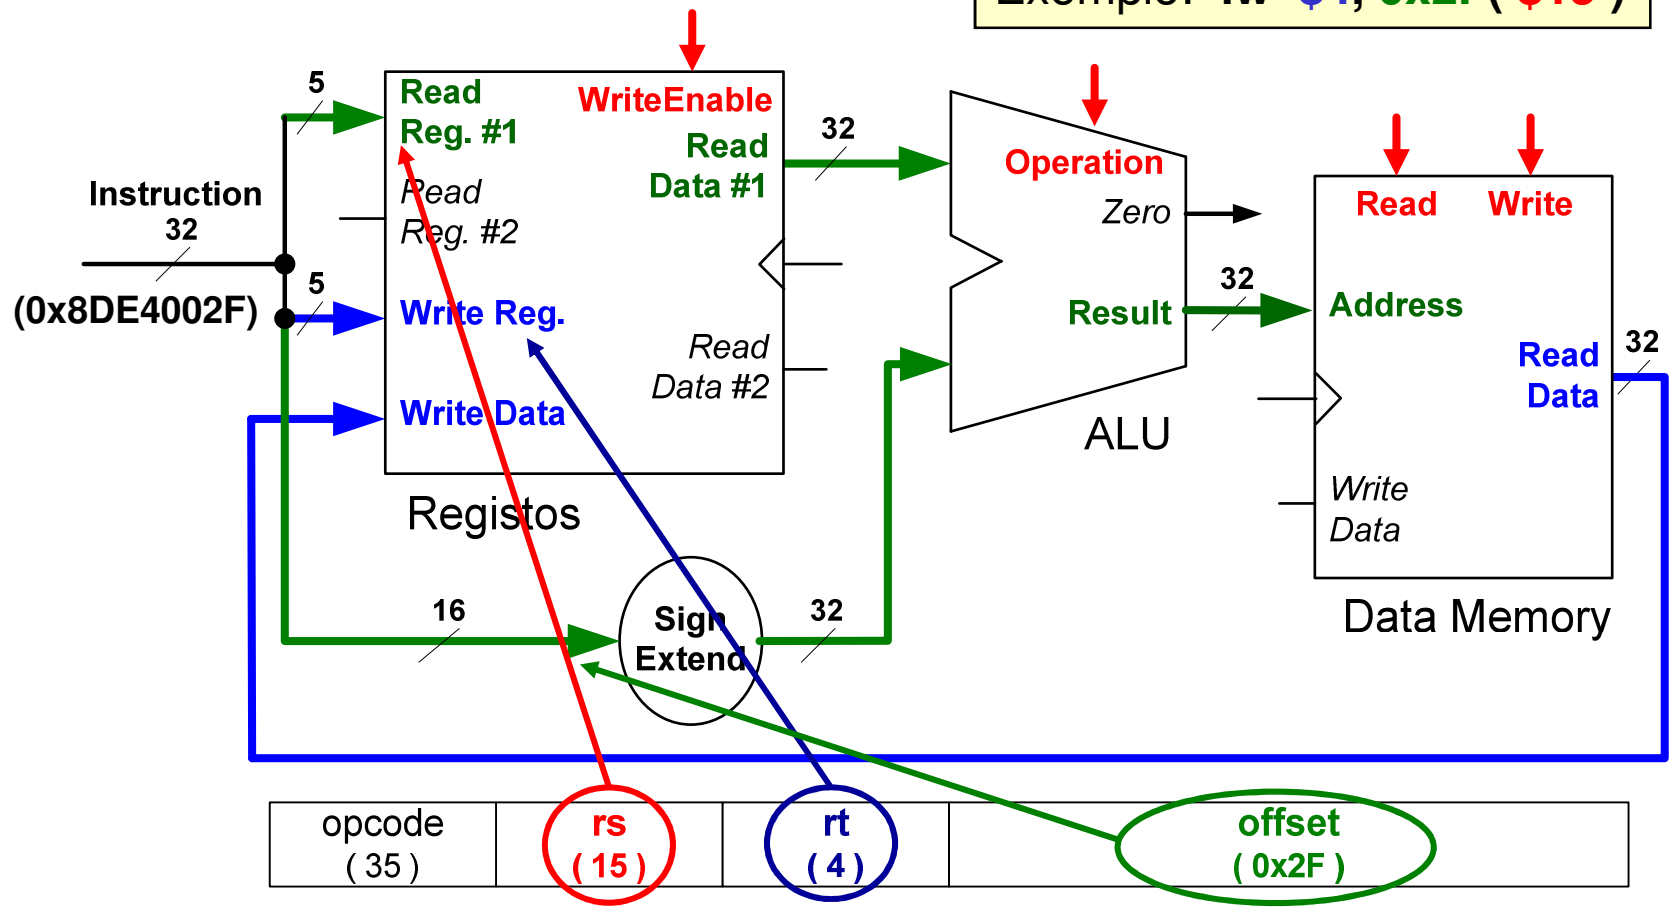 5
Read
Reg. #1
WriteEnable
Read
Data #1
32
Operation
Read
Write
Instruction
32
Read
Reg. #2
Zero
(0x8DE4002F)
5
Write Reg.
Result
32
Address
Read
Data #2
Read
Data
32
Write Data
ALU
Registos
Write
Data
16
Sign
Extend
32
Data Memory
opcode
( 35 )
rs
( 15 )
rt
( 4 )
offset
( 0x2F )